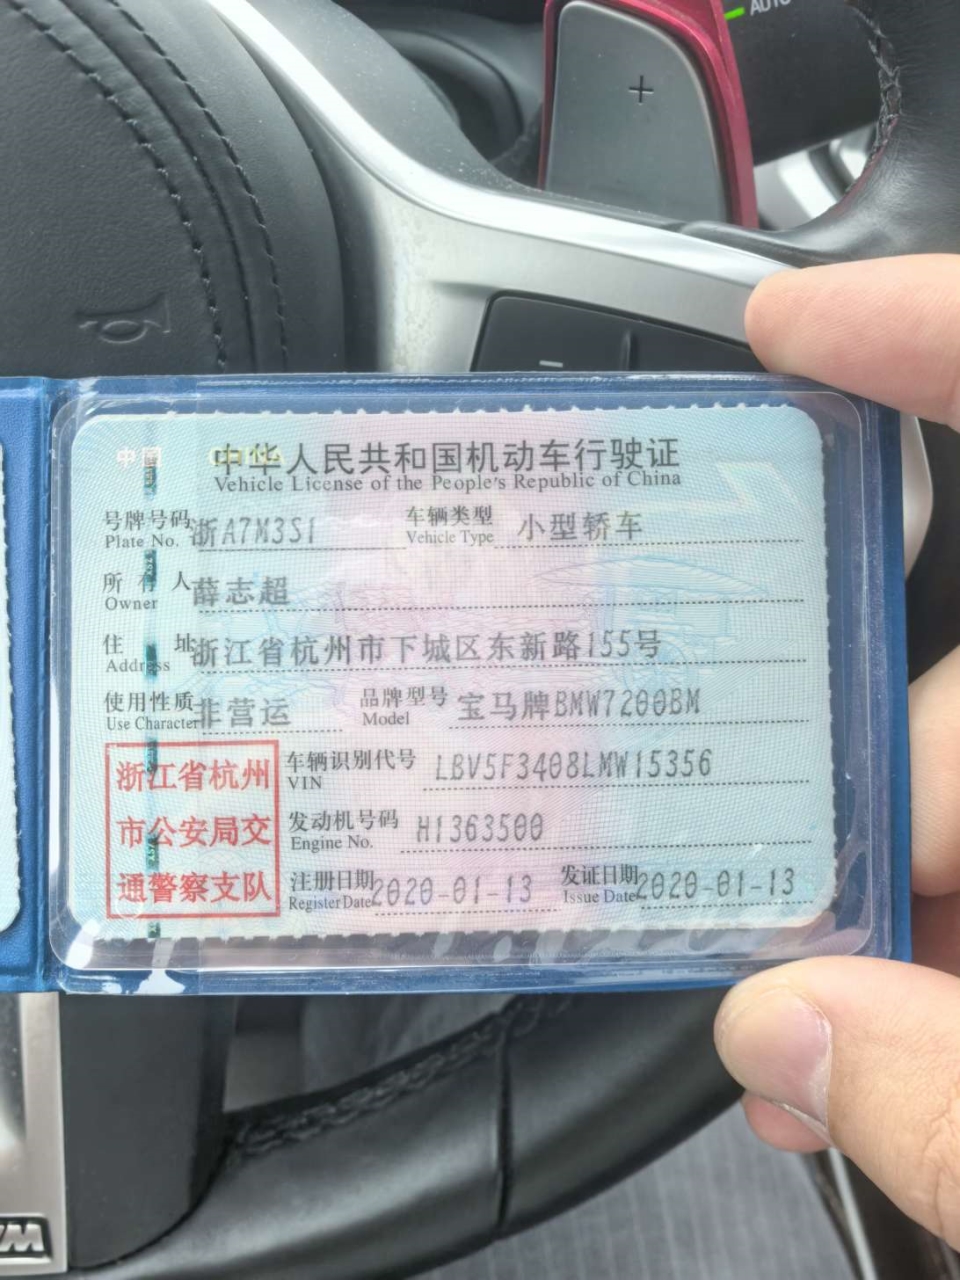 AUTO
+
−
中国 CHINA
中华人民共和国机动车行驶证
Vehicle License of the People's Republic of China
号牌号码 浙A7M3S1 车辆类型 小型轿车
Plate No. Vehicle Type
所有人 薛志超
Owner
住址 浙江省杭州市下城区东新路155号
Address
使用性质 非营运 品牌型号 宝马牌BMW7200BM
Use Character Model
浙江省杭州
市公安局交
通警察支队
车辆识别代号 LBV5F3408LMW15356
VIN
发动机号码 H1363500
Engine No.
注册日期 2020-01-13 发证日期 2020-01-13
Register Date Issue Date
M